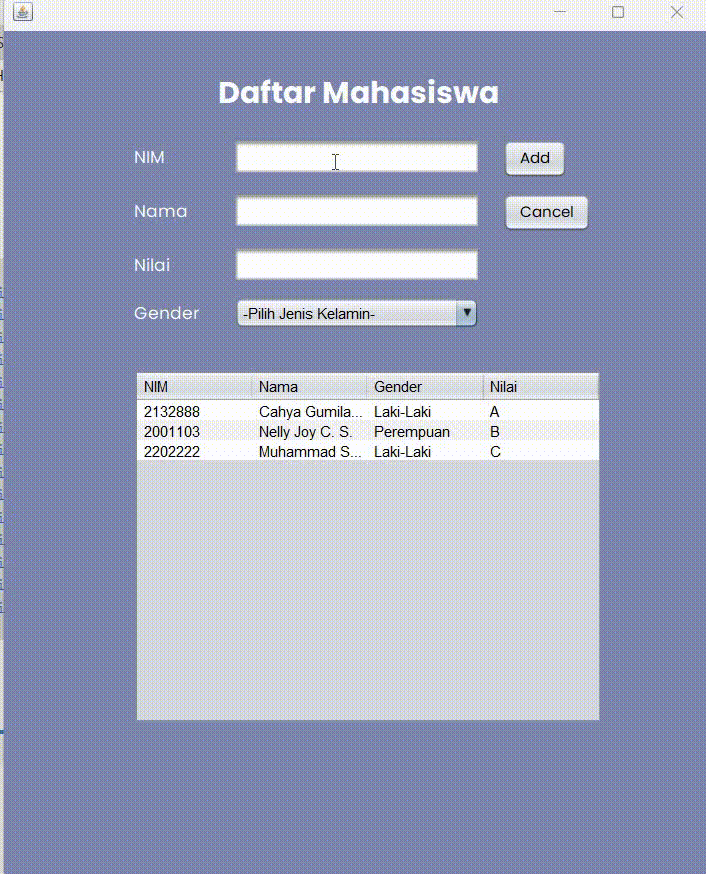 Daftar Mahasiswa
NIM Add
Nama Cancel
Nilai
Gender -Pilih Jenis Kelamin-
NIM Nama Gender Nilai
2132888 Cahya Gumila... Laki-Laki A
2001103 Nelly Joy C. S. Perempuan B
2202222 Muhammad S... Laki-Laki C